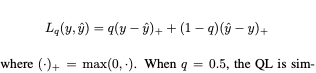 L_q(y, ŷ) = q(y − ŷ)_+ + (1 − q)(ŷ − y)_+
where (·)_+ = max(0, ·). When q = 0.5, the QL is sim-